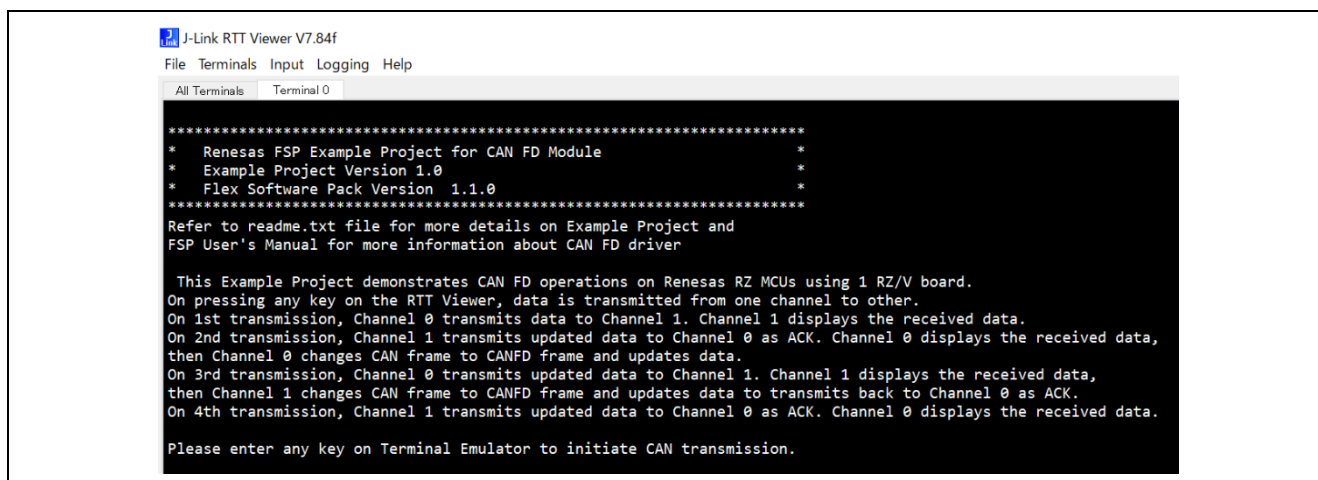 J-Link RTT Viewer V7.84f
File Terminals Input Logging Help
All Terminals Terminal 0
************************************************************************
*   Renesas FSP Example Project for CAN FD Module                      *
*   Example Project Version 1.0                                        *
*   Flex Software Pack Version  1.1.0                                  *
************************************************************************
Refer to readme.txt file for more details on Example Project and
FSP User's Manual for more information about CAN FD driver
This Example Project demonstrates CAN FD operations on Renesas RZ MCUs using 1 RZ/V board.
On pressing any key on the RTT Viewer, data is transmitted from one channel to other.
On 1st transmission, Channel 0 transmits data to Channel 1. Channel 1 displays the received data.
On 2nd transmission, Channel 1 transmits updated data to Channel 0 as ACK. Channel 0 displays the received data,
then Channel 0 changes CAN frame to CANFD frame and updates data.
On 3rd transmission, Channel 0 transmits updated data to Channel 1. Channel 1 displays the received data,
then Channel 1 changes CAN frame to CANFD frame and updates data to transmits back to Channel 0 as ACK.
On 4th transmission, Channel 1 transmits updated data to Channel 0 as ACK. Channel 0 displays the received data.
Please enter any key on Terminal Emulator to initiate CAN transmission.